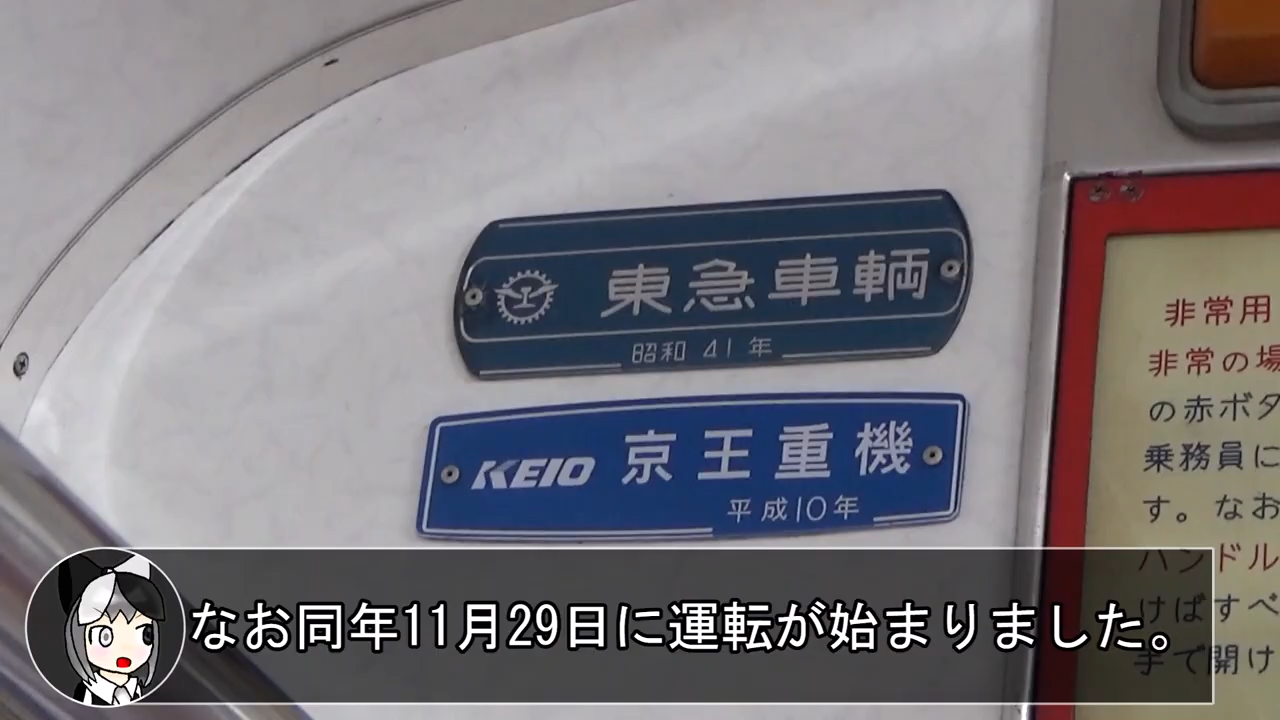 東急車輌
昭和 41 年
KEIO 京王重機
平成10年
非常用
非常の場
の赤ボタ
乗務員に
す。なお
ハンドル
けばすべ
手で開け
なお同年11月29日に運転が始まりました。